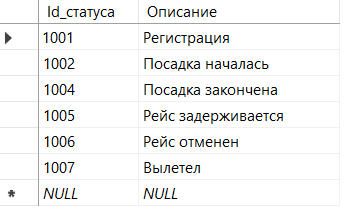 Id_статуса Описание
1001 Регистрация
1002 Посадка началась
1004 Посадка закончена
1005 Рейс задерживается
1006 Рейс отменен
1007 Вылетел
NULL NULL